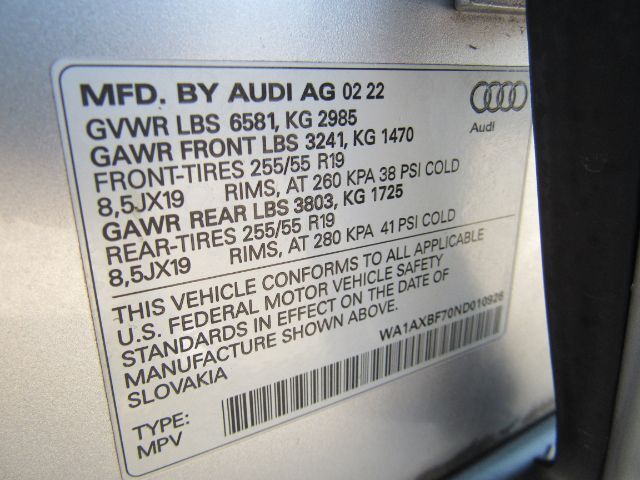 MFD. BY AUDI AG 02 22
GVWR LBS 6581, KG 2985
GAWR FRONT LBS 3241, KG 1470
FRONT-TIRES 255/55 R19
8,5JX19 RIMS, AT 260 KPA 38 PSI COLD
GAWR REAR LBS 3803, KG 1725
REAR-TIRES 255/55 R19
8,5JX19 RIMS, AT 280 KPA 41 PSI COLD
Audi
THIS VEHICLE CONFORMS TO ALL APPLICABLE
U.S. FEDERAL MOTOR VEHICLE SAFETY
STANDARDS IN EFFECT ON THE DATE OF
MANUFACTURE SHOWN ABOVE.
SLOVAKIA
WA1AXBF70ND010926
TYPE:
MPV